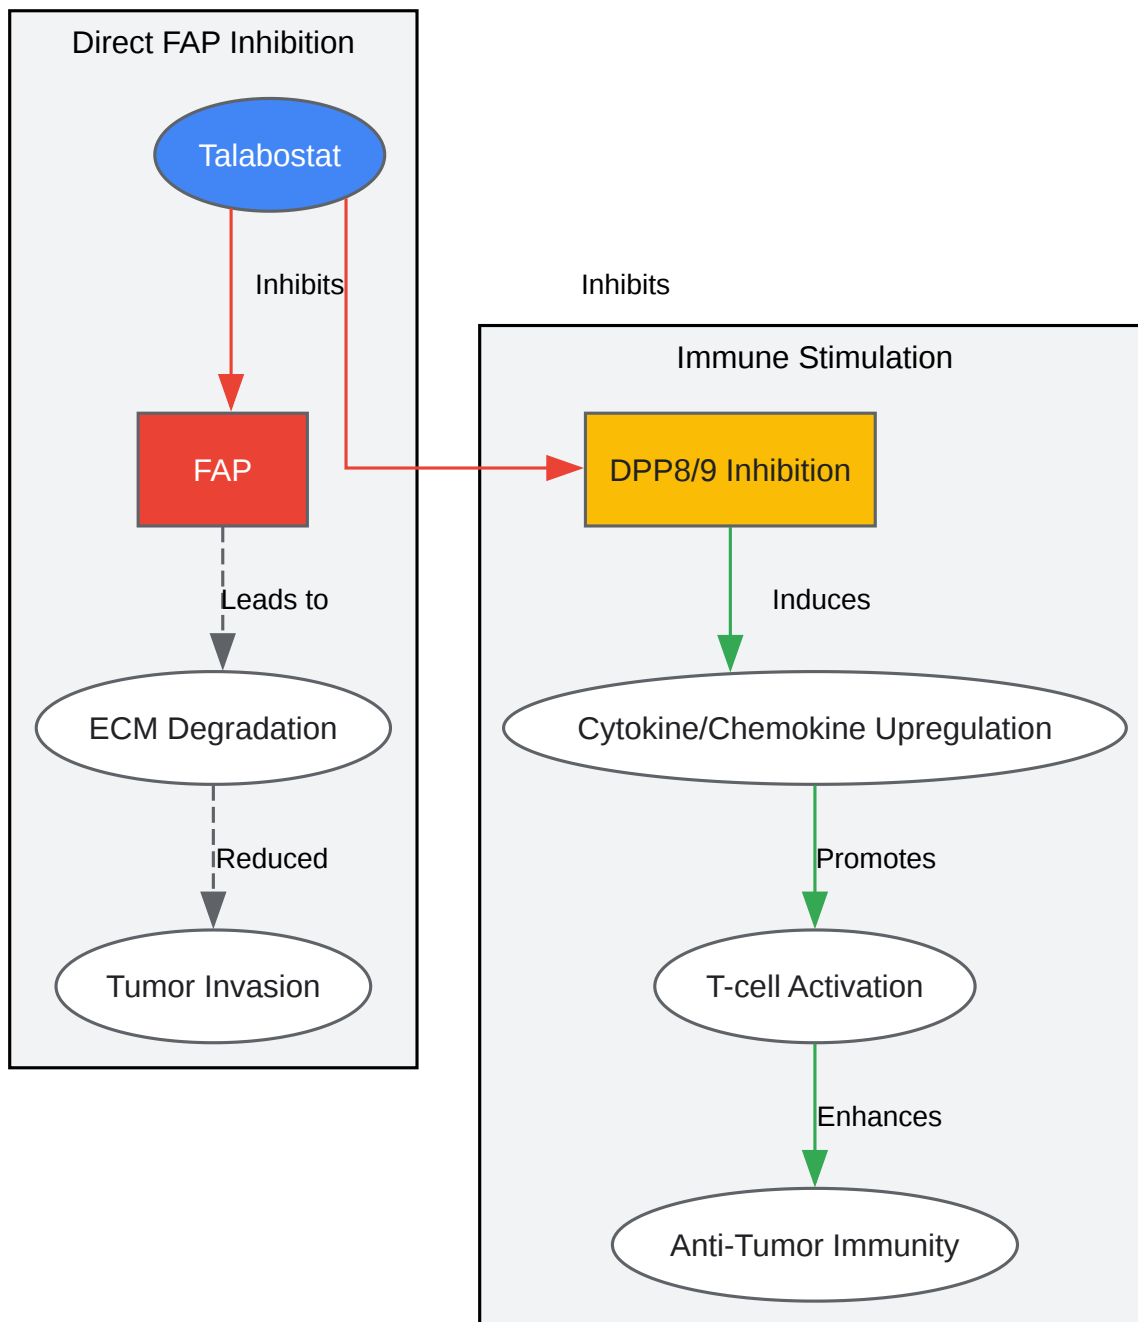 Direct FAP Inhibition
Talabostat
Inhibits
Inhibits
Immune Stimulation
FAP
DPP8/9 Inhibition
Leads to
Induces
ECM Degradation
Cytokine/Chemokine Upregulation
Reduced
Promotes
Tumor Invasion
T-cell Activation
Enhances
Anti-Tumor Immunity